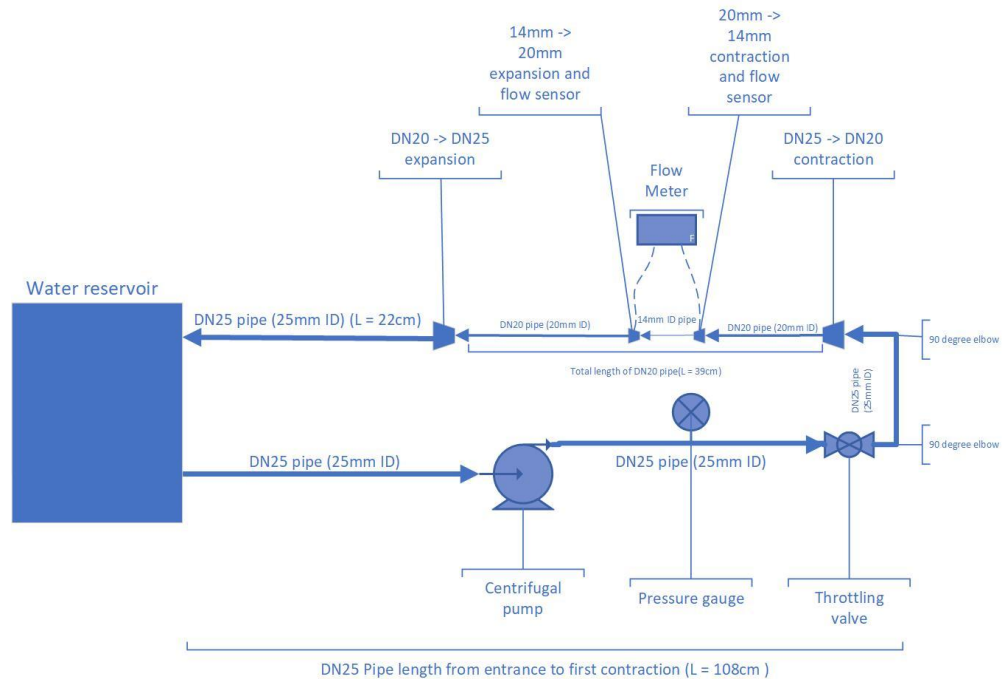 14mm ->
20mm
expansion and
flow sensor
20mm ->
14mm
contraction
and flow
sensor
DN20 -> DN25
expansion
DN25 -> DN20
contraction
Flow
Meter
F
Water reservoir
DN25 pipe (25mm ID) (L = 22cm)
DN20 pipe (20mm ID)
14mm ID pipe
DN20 pipe (20mm ID)
90 degree elbow
Total length of DN20 pipe(L = 39cm)
DN25 pipe
(25mm ID)
90 degree elbow
DN25 pipe (25mm ID)
DN25 pipe (25mm ID)
Centrifugal
pump
Pressure gauge
Throttling
valve
DN25 Pipe length from entrance to first contraction (L = 108cm )